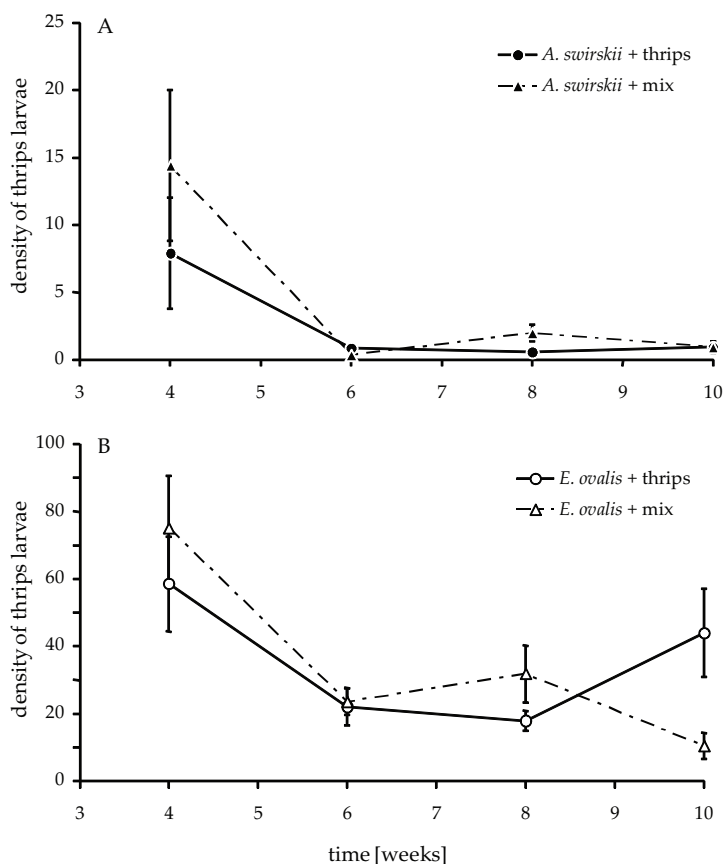 A
25
20
15
10
5
0
density of thrips larvae
A. swirskii + thrips
A. swirskii + mix
3 4 5 6 7 8 9 10
B
100
80
60
40
20
0
density of thrips larvae
E. ovalis + thrips
E. ovalis + mix
3 4 5 6 7 8 9 10
time [weeks]